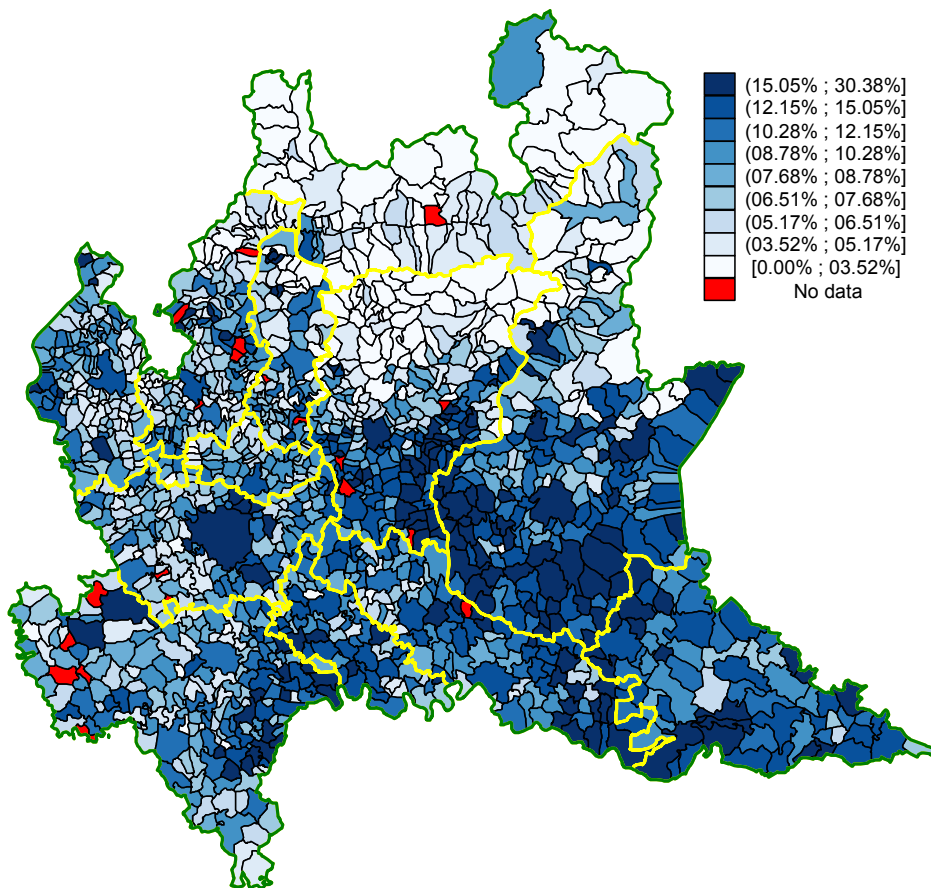 (15.05% ; 30.38%]
(12.15% ; 15.05%]
(10.28% ; 12.15%]
(08.78% ; 10.28%]
(07.68% ; 08.78%]
(06.51% ; 07.68%]
(05.17% ; 06.51%]
(03.52% ; 05.17%]
[0.00% ; 03.52%]
No data